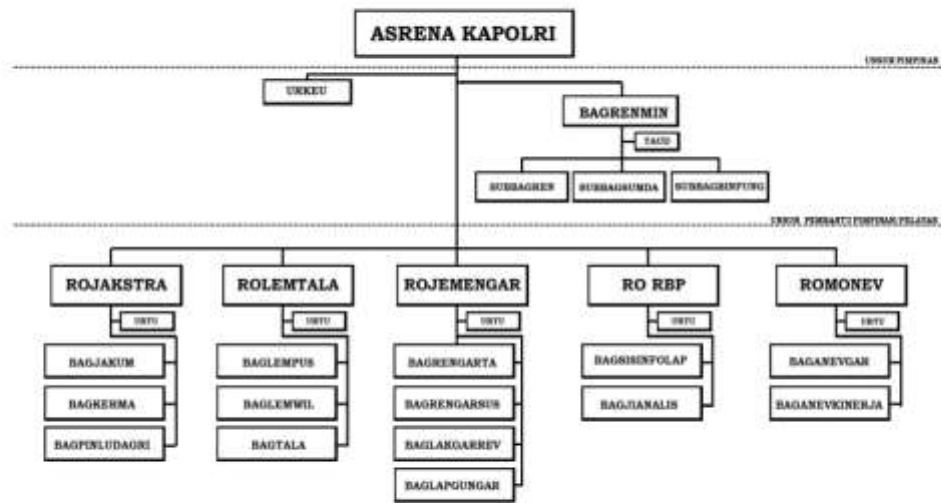 ASRENA KAPOLRI
UNSUR PIMPINAN
URKEU
BAGRENMIN
TAUD
SUBBAGREN
SUBBAGSUMDA
SUBBAGBINFUNG
UNSUR PEMBANTU PIMPINAN/PELAYAN
ROJAKSTRA
ROLEMTALA
ROJEMENGAR
RO RBP
ROMONEV
URTU
URTU
URTU
URTU
URTU
BAGJAKUM
BAGLEMPUS
BAGRENGARTA
BAGSISINFOLAP
BAGANEVGAR
BAGKERMA
BAGLEMWIL
BAGRENGARSUS
BAGJIANALIS
BAGANEVKINERJA
BAGPINLUDAGRI
BAGTALA
BAGLAKGARREV
BAGLAPGUNGAR